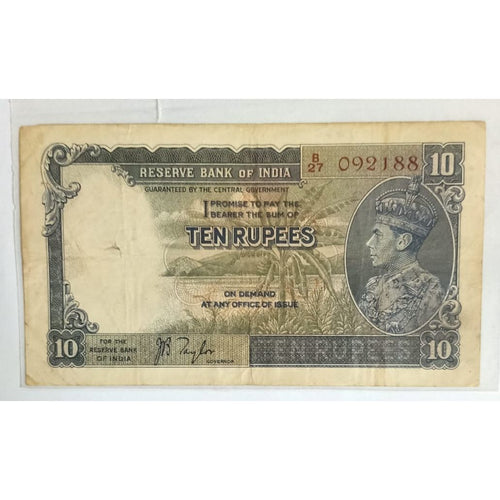 RESERVE BANK OF INDIA
B/27 092188
10
GUARANTEED BY THE CENTRAL GOVERNMENT
I PROMISE TO PAY THE
BEARER THE SUM OF
TEN RUPEES
ON DEMAND
AT ANY OFFICE OF ISSUE
10
FOR THE
RESERVE BANK
OF INDIA
J B Taylor
GOVERNOR
TEN RUPEES
10